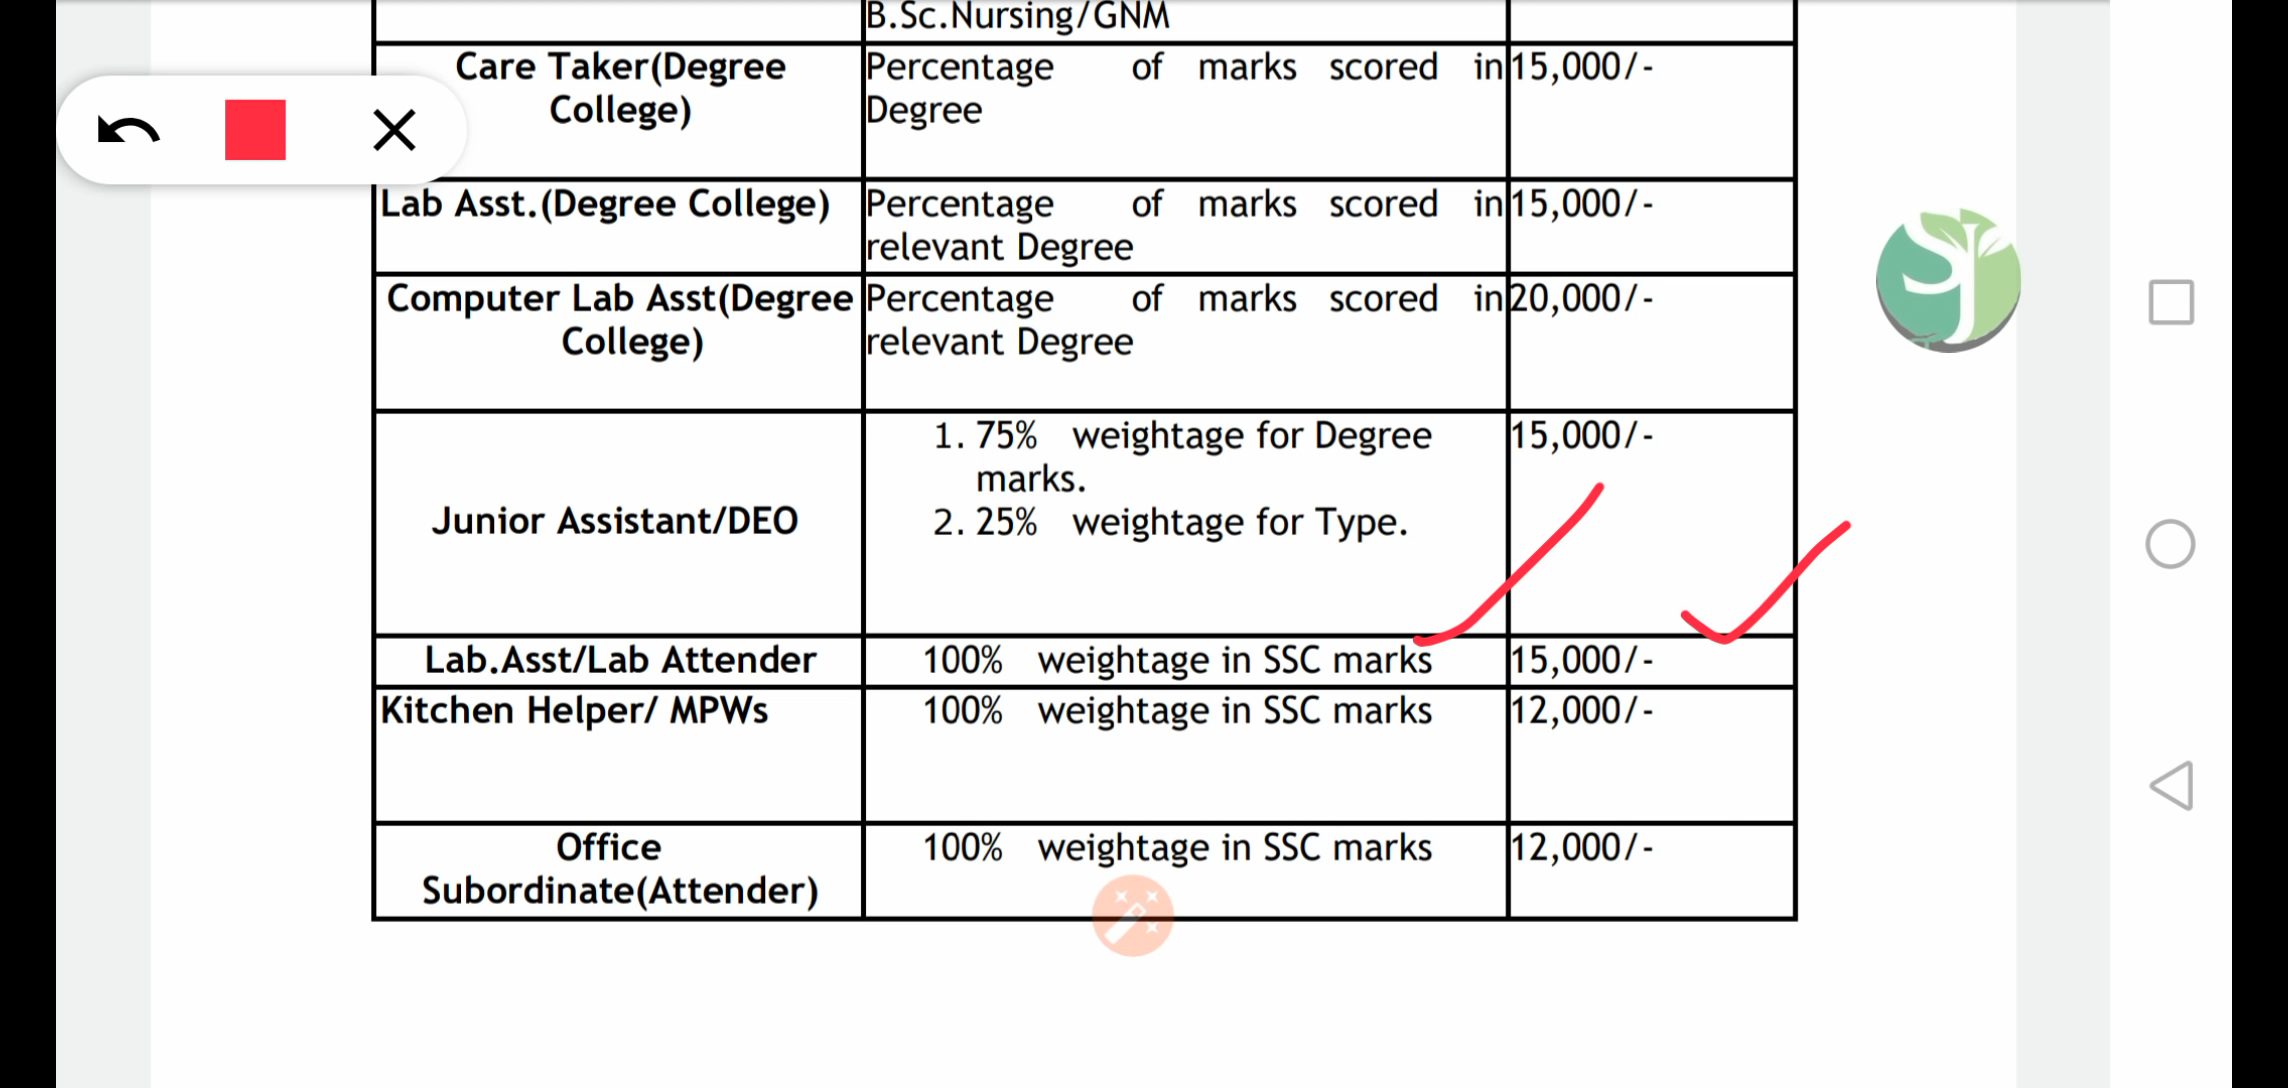 B.Sc.Nursing/GNM
Care Taker(Degree
College)
Percentage of marks scored in
Degree
15,000/-
Lab Asst.(Degree College)
Percentage of marks scored in
relevant Degree
15,000/-
Computer Lab Asst(Degree
College)
Percentage of marks scored in
relevant Degree
20,000/-
Junior Assistant/DEO
1. 75% weightage for Degree
marks.
2. 25% weightage for Type.
15,000/-
Lab.Asst/Lab Attender
100% weightage in SSC marks
15,000/-
Kitchen Helper/ MPWs
100% weightage in SSC marks
12,000/-
Office
Subordinate(Attender)
100% weightage in SSC marks
12,000/-